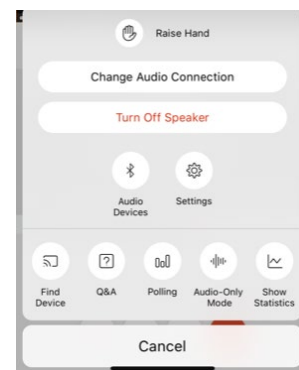 Raise Hand
Change Audio Connection
Turn Off Speaker
Audio
Devices
Settings
Find
Device
Q&A
Polling
Audio-Only
Mode
Show
Statistics
Cancel